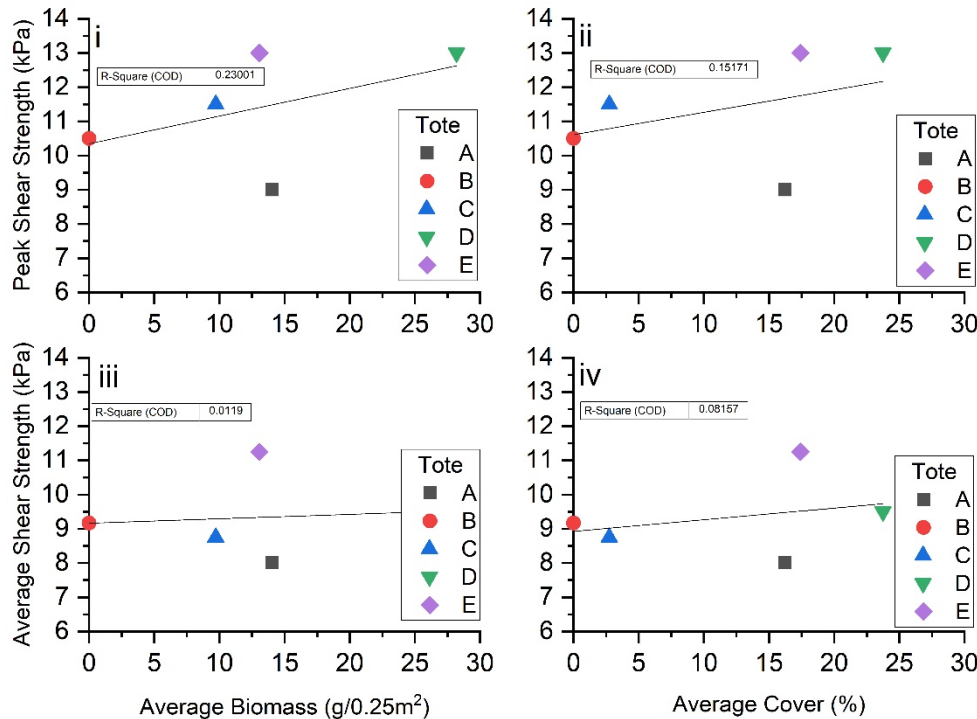 Peak Shear Strength (kPa)
14
13
12
11
10
9
8
7
6
i
R-Square (COD) 0.23001
Tote
A
B
C
D
E
0 5 10 15 20 25 30
14
13
12
11
10
9
8
7
6
ii
R-Square (COD) 0.15171
Tote
A
B
C
D
E
0 5 10 15 20 25 30
Average Shear Strength (kPa)
14
13
12
11
10
9
8
7
6
iii
R-Square (COD) 0.0119
Tote
A
B
C
D
E
0 5 10 15 20 25 30
Average Biomass (g/0.25m²)
14
13
12
11
10
9
8
7
6
iv
R-Square (COD) 0.08157
Tote
A
B
C
D
E
0 5 10 15 20 25 30
Average Cover (%)